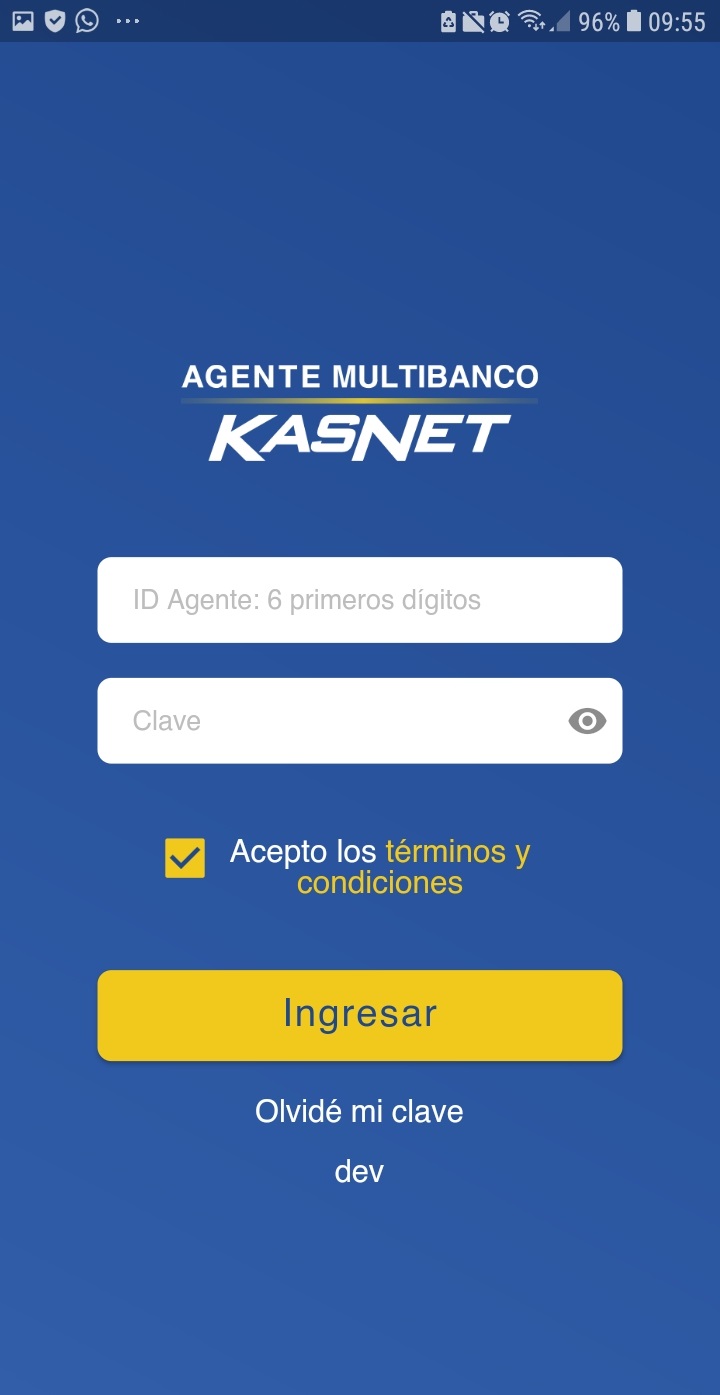 96% 09:55
AGENTE MULTIBANCO
KASNET
ID Agente: 6 primeros dígitos
Clave
Acepto los términos y
condiciones
Ingresar
Olvidé mi clave
dev